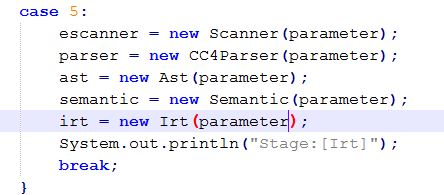 case 5:
escanner = new Scanner(parameter);
parser = new CC4Parser(parameter);
ast = new Ast(parameter);
semantic = new Semantic(parameter);
irt = new Irt(parameter);
System.out.println("Stage:[Irt]");
break;
}